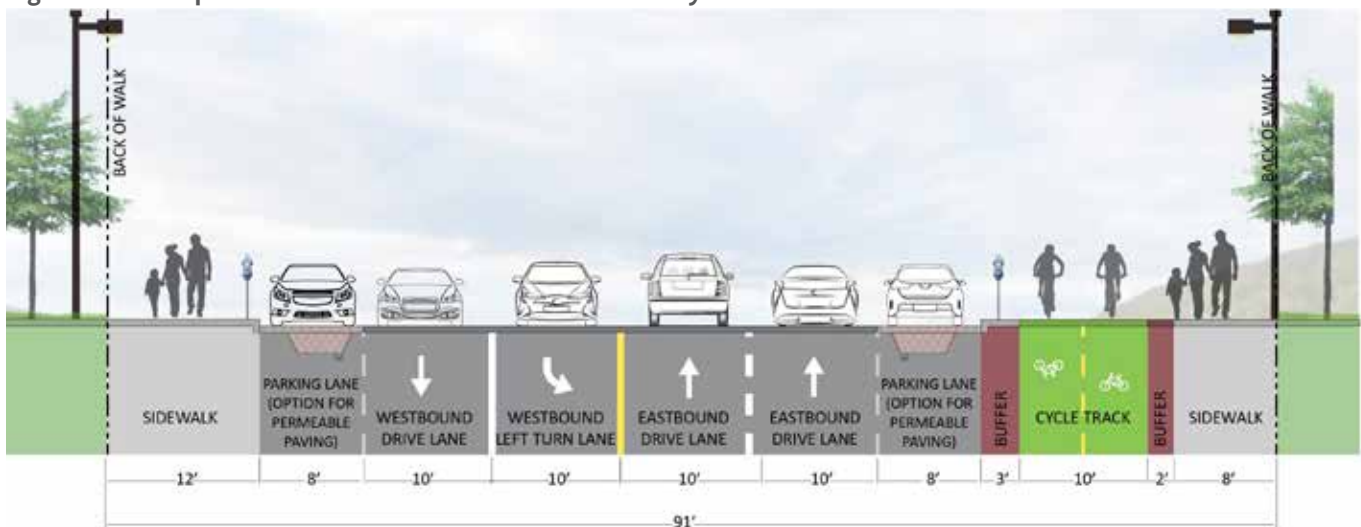 BACK OF WALK
BACK OF WALK
SIDEWALK
PARKING LANE
(OPTION FOR
PERMEABLE
PAVING)
WESTBOUND
DRIVE LANE
WESTBOUND
LEFT TURN LANE
EASTBOUND
DRIVE LANE
EASTBOUND
DRIVE LANE
PARKING LANE
(OPTION FOR
PERMEABLE
PAVING)
BUFFER
CYCLE TRACK
BUFFER
SIDEWALK
12' 8' 10' 10' 10' 10' 8' 3' 10' 2' 8'
91'